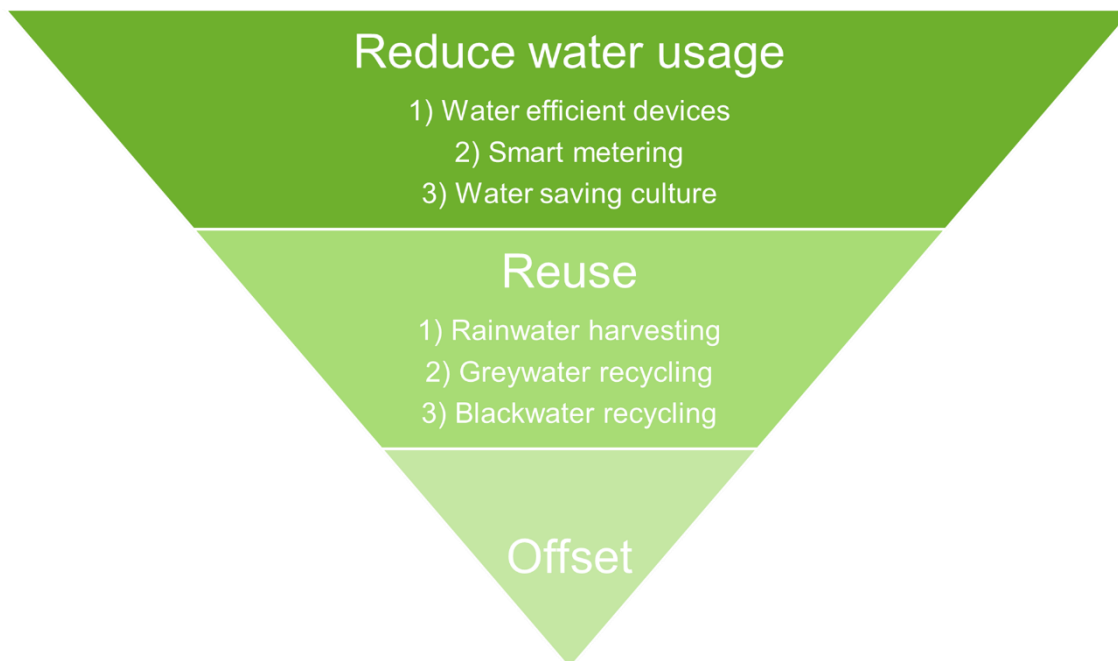 Reduce water usage
1) Water efficient devices
2) Smart metering
3) Water saving culture
Reuse
1) Rainwater harvesting
2) Greywater recycling
3) Blackwater recycling
Offset